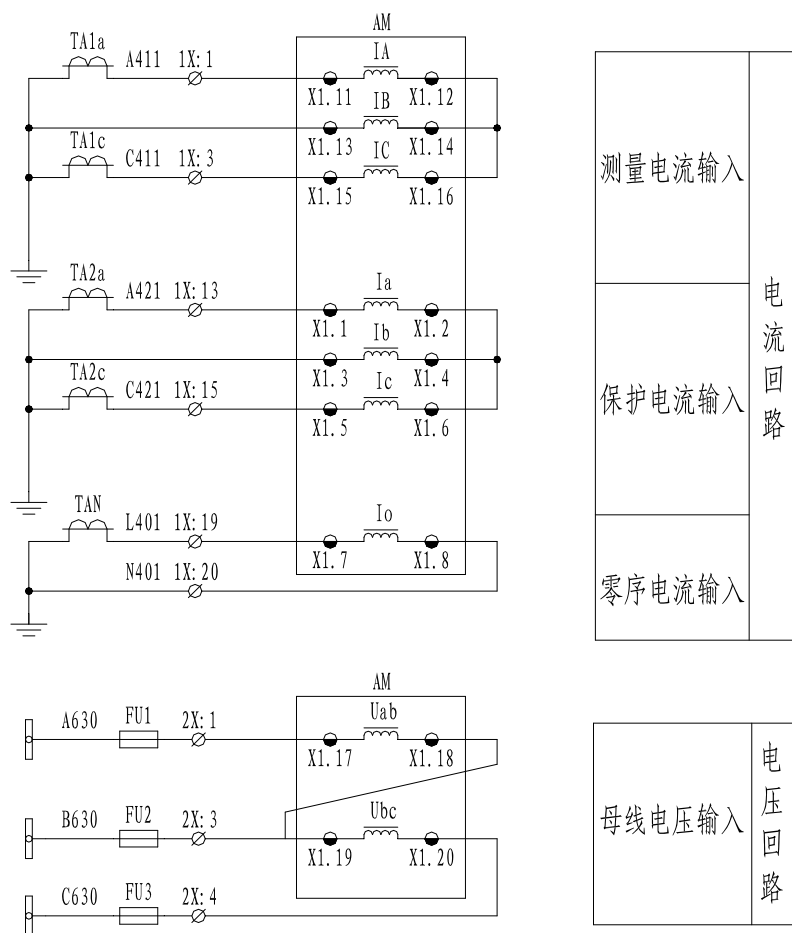 AM
TA1a A411 1X:1 IA
X1.11 X1.12
IB
X1.13 X1.14
TA1c C411 1X:3 IC
X1.15 X1.16
测量电流输入
TA2a A421 1X:13 Ia
X1.1 X1.2
Ib
X1.3 X1.4
TA2c C421 1X:15 Ic
X1.5 X1.6
保护电流输入
电流回路
TAN L401 1X:19 Io
X1.7 X1.8
N401 1X:20
零序电流输入
AM
A630 FU1 2X:1 Uab
X1.17 X1.18
B630 FU2 2X:3 Ubc
X1.19 X1.20
C630 FU3 2X:4
母线电压输入
电压回路